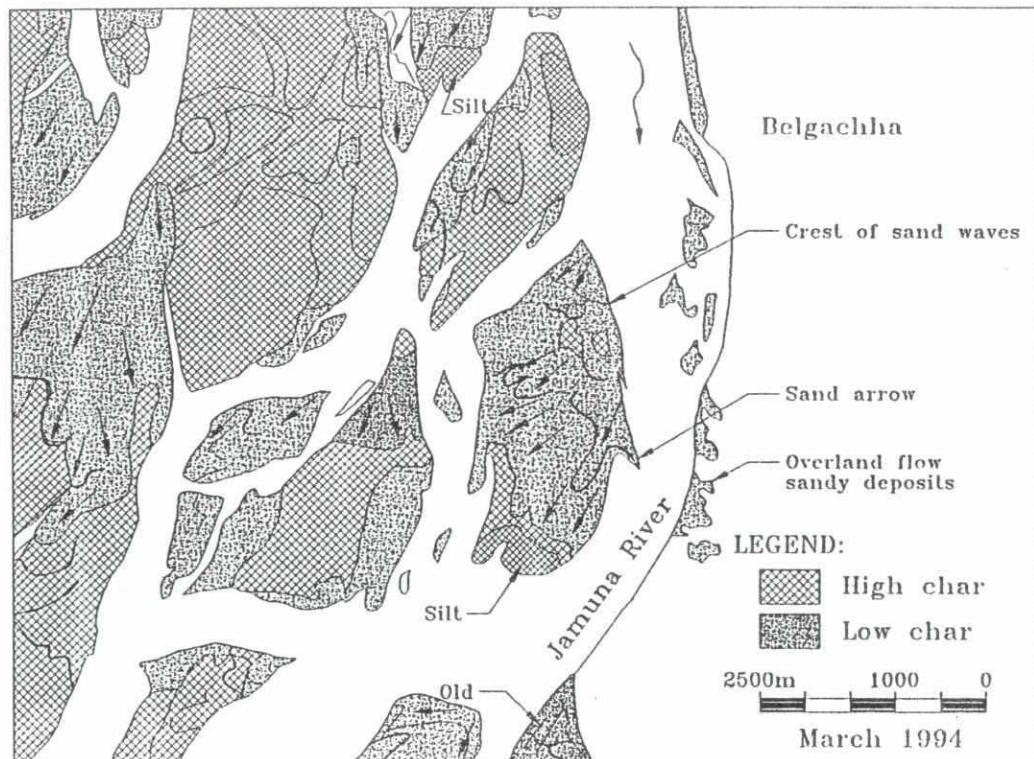 Silt
Belgachha
Crest of sand waves
Sand arrow
Overland flow
sandy deposits
Jamuna River
LEGEND:
High char
Low char
Silt
Old
2500m 1000 0
March 1994